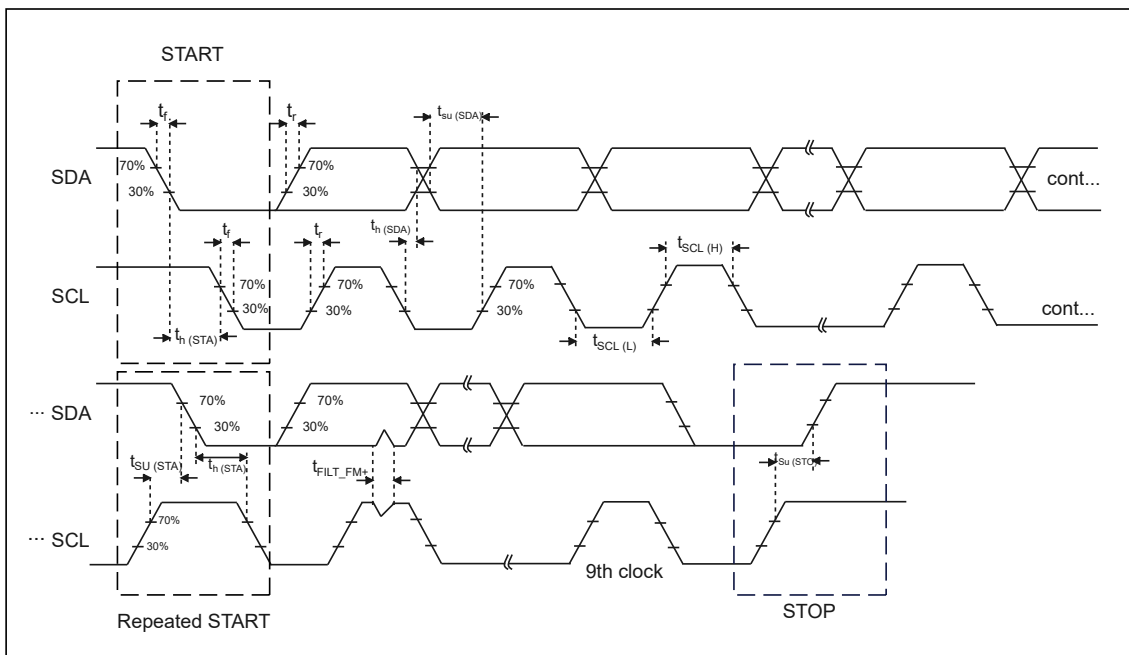 START
tf
tr
tsu (SDA)
70%
70%
SDA
30%
30%
cont...
th (SDA)
tf
tr
tSCL (H)
70%
70%
70%
SCL
30%
30%
30%
cont...
th (STA)
tSCL (L)
70%
70%
... SDA
30%
30%
tSU (STA)
th (STA)
tFILT_FM+
tSu (STO)
70%
... SCL
30%
9th clock
Repeated START
STOP